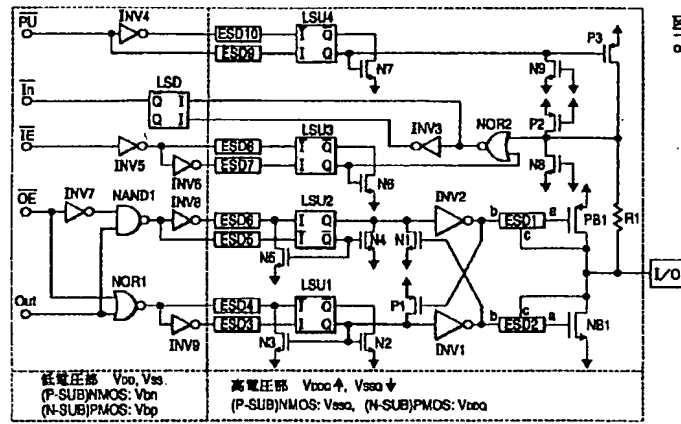 図 9
PU INV4 ESD10 LSU4 P3
ESD9 I Q
I Q N7 N9
In LSD
Q I P2
Q I INV3 NOR2
IE INV5 ESD8 LSU3 N8
INV6 ESD7 I Q
I Q N6
OE INV7 NAND1 INV8 ESD6 LSU2 INV2 b ESD1 a PB1 R1
ESD5 I Q c
N5 I Q N4 N1
I/O
Out NOR1 ESD4 LSU1 P1 c
ESD3 I Q b ESD2 a NB1
INV9 N3 I Q N2 INV1
低電圧部 VDD, VSS.
(P-SUB)NMOS: Vbn
(N-SUB)PMOS: Vbp
高電圧部 VDDQ↑, VSSQ↓
(P-SUB)NMOS: VSSQ, (N-SUB)PMOS: VDDQ